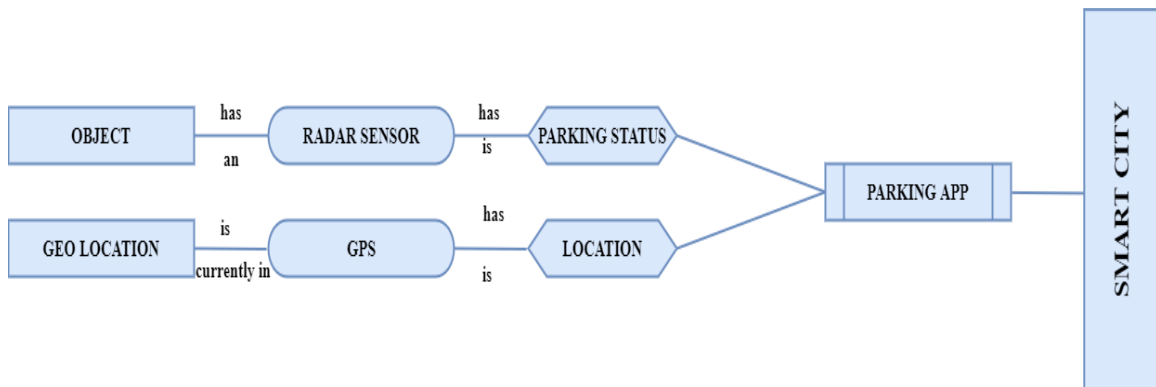 OBJECT
has
an
RADAR SENSOR
has
is
PARKING STATUS
GEO LOCATION
is
currently in
GPS
has
is
LOCATION
PARKING APP
SMART CITY